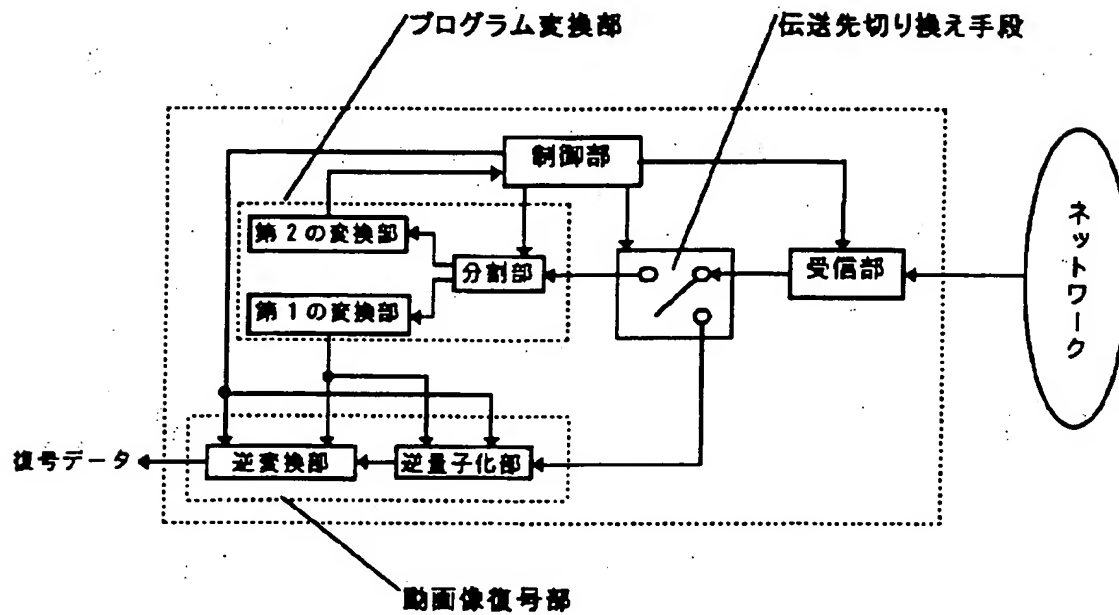 プログラム変換部
伝送先切り換え手段
制御部
第2の変換部
分割部
受信部
ネットワーク
第1の変換部
復号データ
逆変換部
逆量子化部
動画像復号部